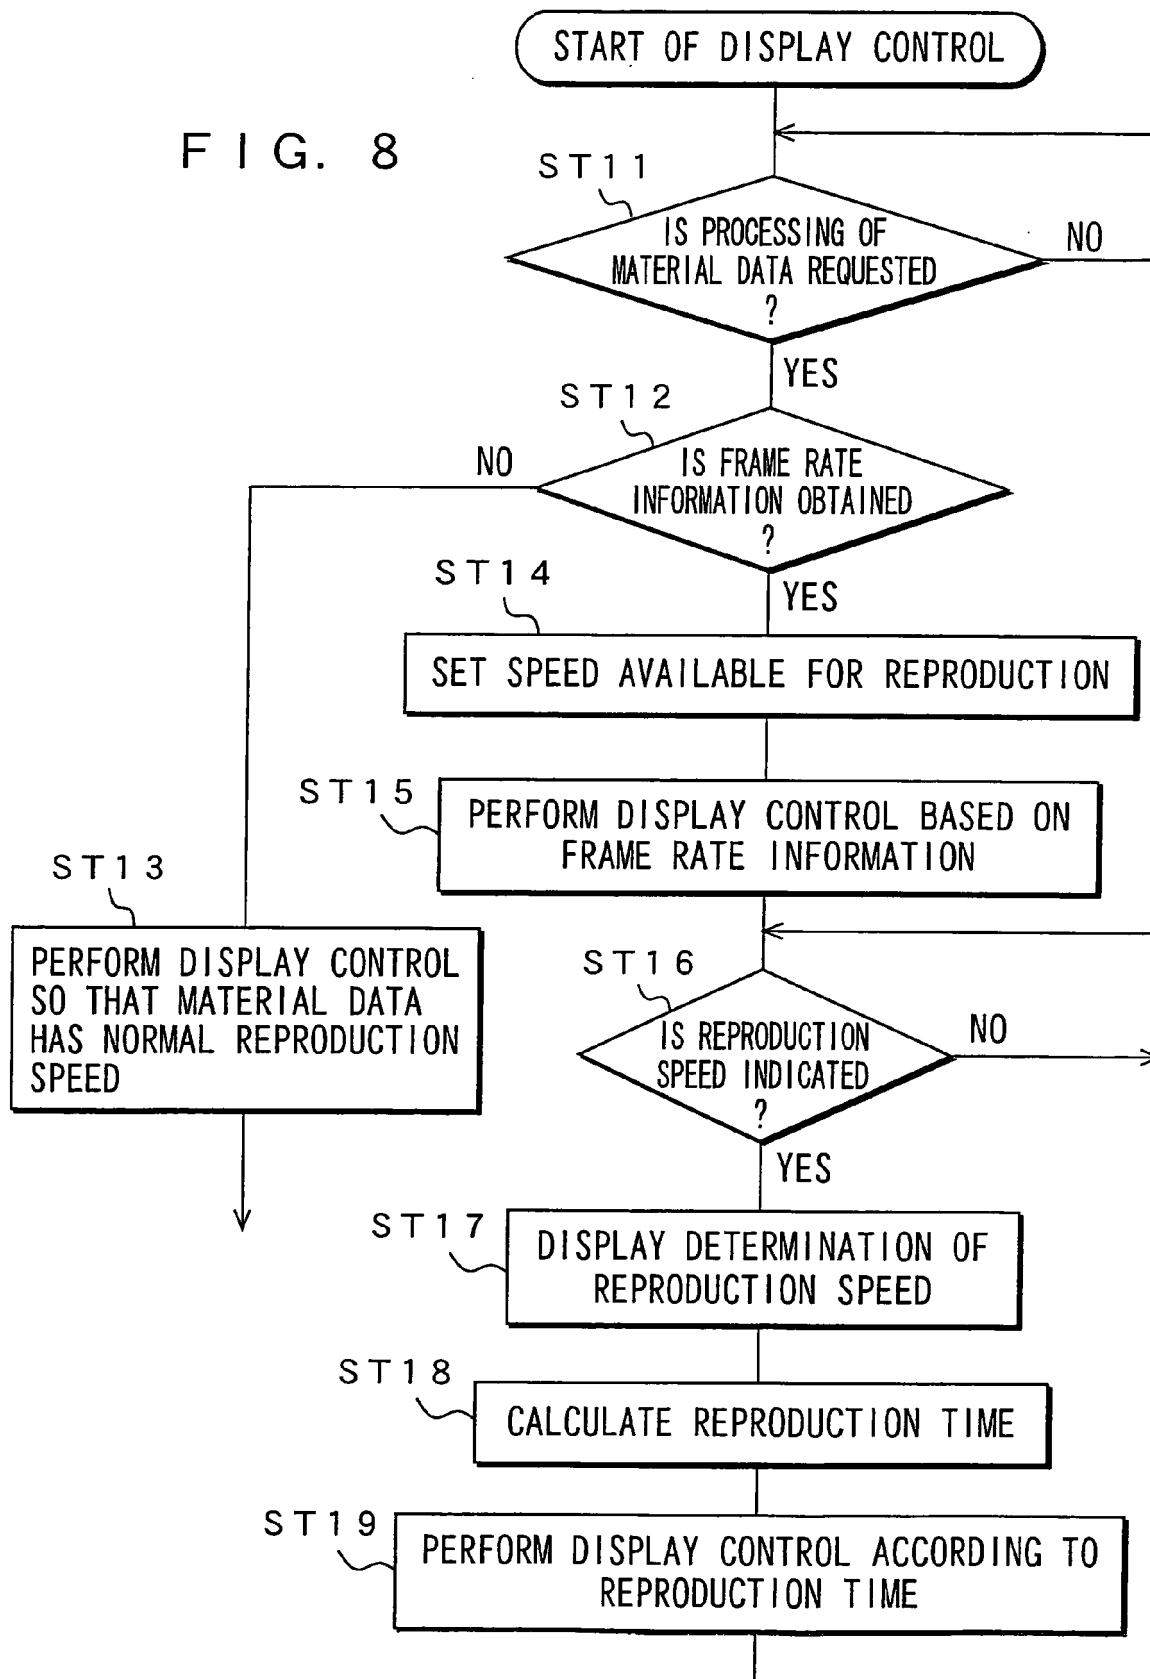 START OF DISPLAY CONTROL
FIG. 8
ST11
IS PROCESSING OF
MATERIAL DATA REQUESTED
?
NO
YES
ST12
NO
IS FRAME RATE
INFORMATION OBTAINED
?
YES
ST14
SET SPEED AVAILABLE FOR REPRODUCTION
ST15
PERFORM DISPLAY CONTROL BASED ON
FRAME RATE INFORMATION
ST13
PERFORM DISPLAY CONTROL
SO THAT MATERIAL DATA
HAS NORMAL REPRODUCTION
SPEED
ST16
IS REPRODUCTION
SPEED INDICATED
?
NO
YES
ST17
DISPLAY DETERMINATION OF
REPRODUCTION SPEED
ST18
CALCULATE REPRODUCTION TIME
ST19
PERFORM DISPLAY CONTROL ACCORDING TO
REPRODUCTION TIME